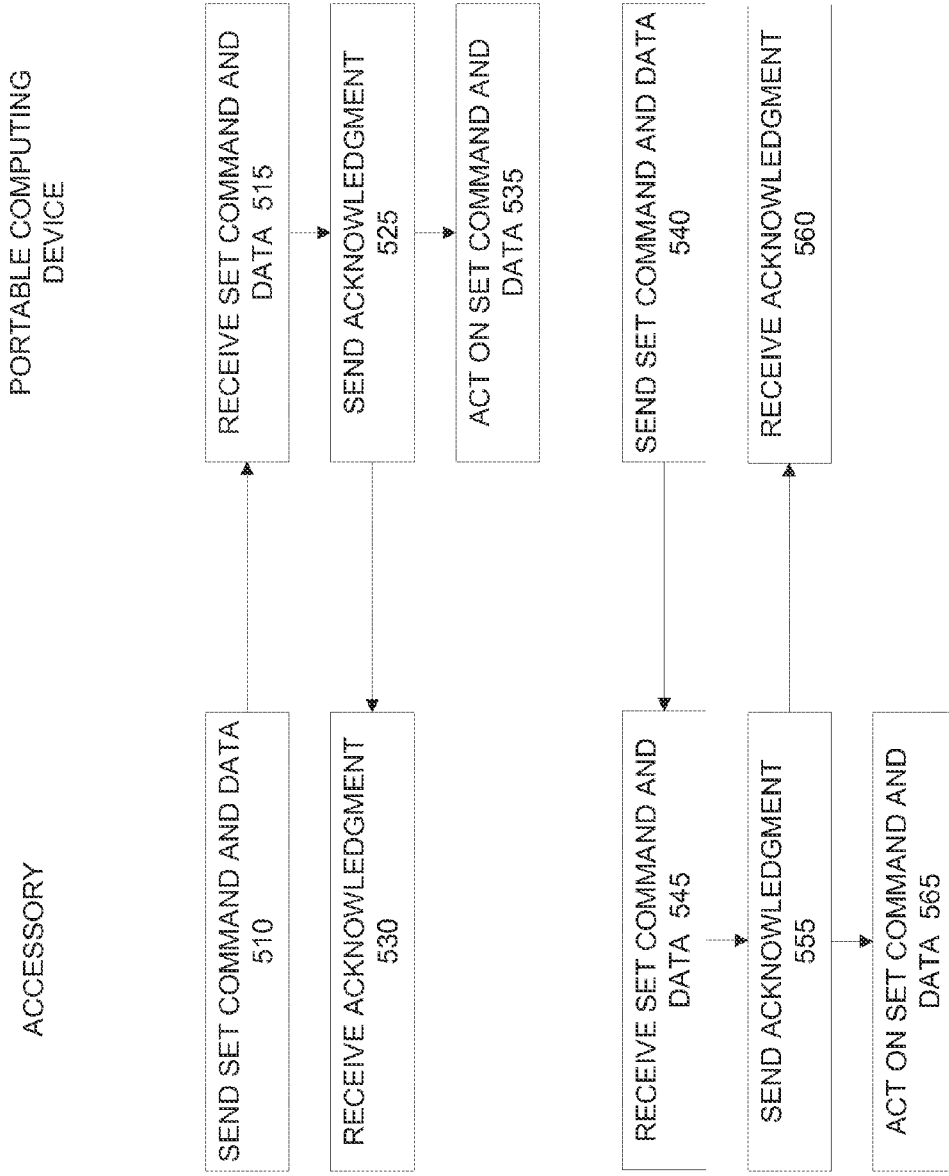 ACCESSORY
PORTABLE COMPUTING
DEVICE
SEND SET COMMAND AND DATA
510
RECEIVE SET COMMAND AND
DATA 515
RECEIVE ACKNOWLEDGMENT
530
SEND ACKNOWLEDGMENT
525
ACT ON SET COMMAND AND
DATA 535
RECEIVE SET COMMAND AND
DATA 545
SEND SET COMMAND AND DATA
540
SEND ACKNOWLEDGMENT
555
RECEIVE ACKNOWLEDGMENT
560
ACT ON SET COMMAND AND
DATA 565